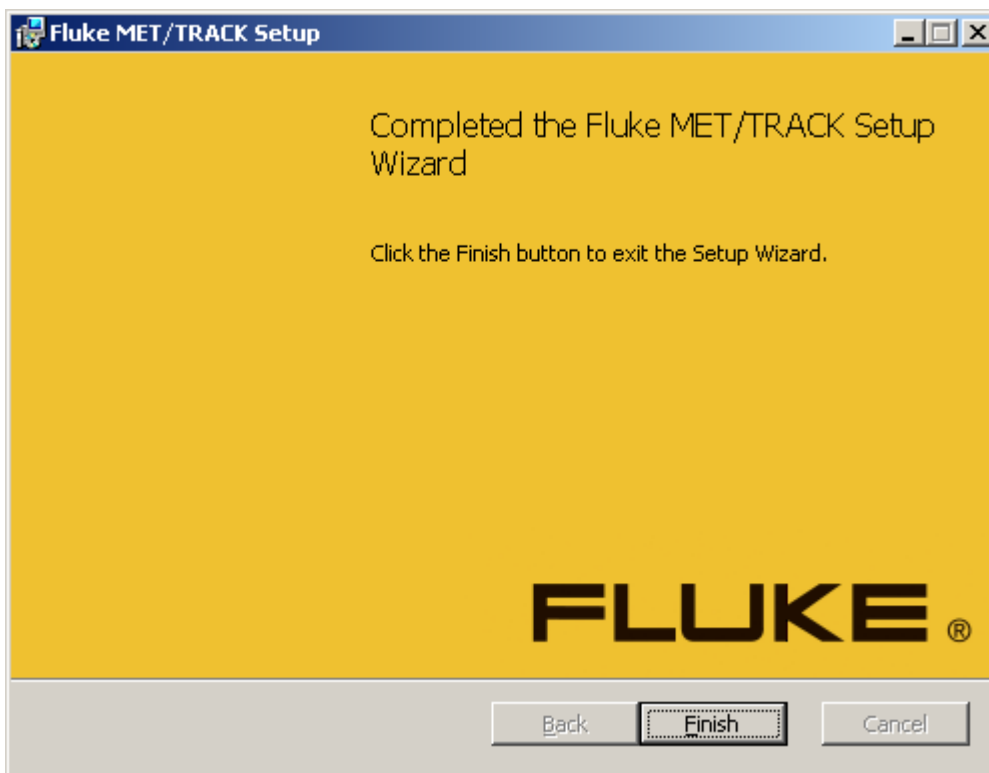 Fluke MET/TRACK Setup
Completed the Fluke MET/TRACK Setup
Wizard
Click the Finish button to exit the Setup Wizard.
FLUKE ®
Back Finish Cancel